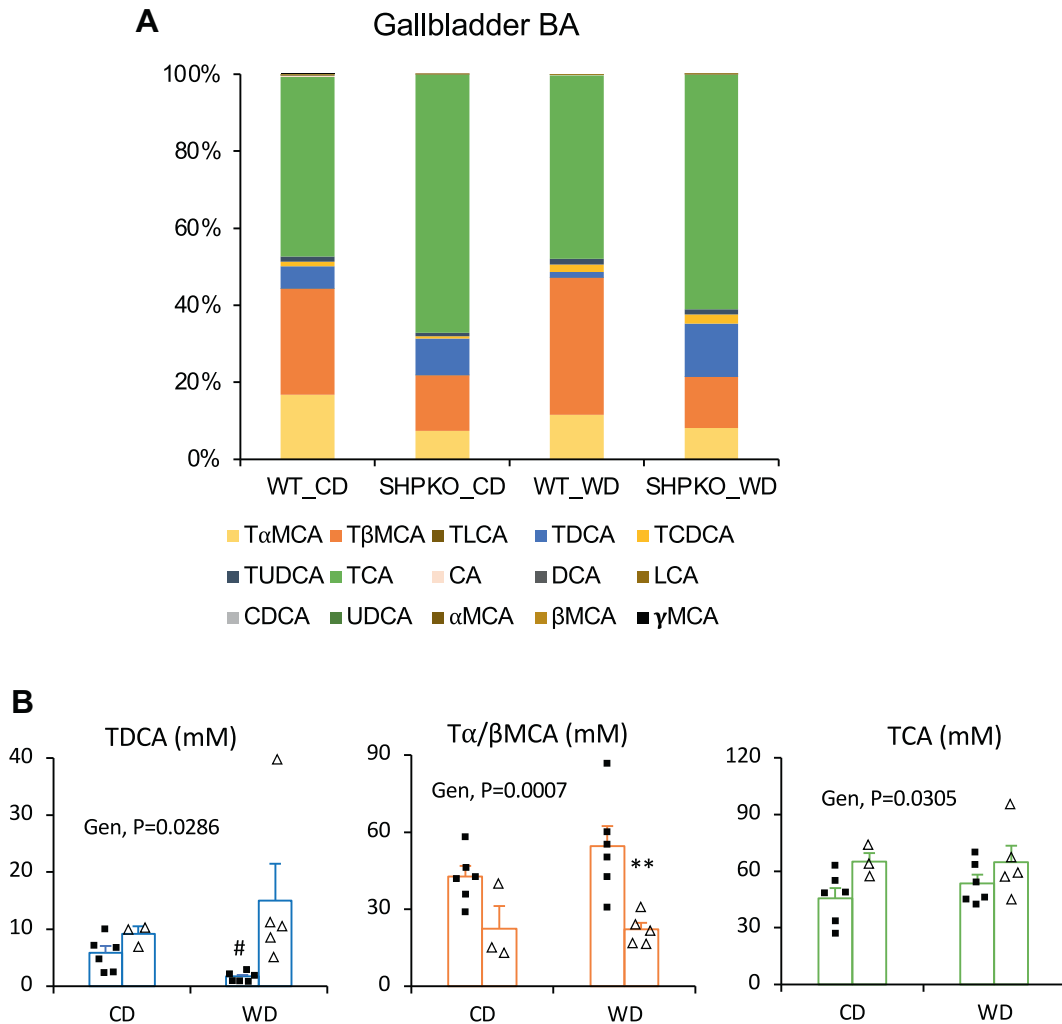 A
Gallbladder BA
100%
80%
60%
40%
20%
0%
WT_CD SHPKO_CD WT_WD SHPKO_WD
TαMCA TβMCA TLCA TDCA TCDCA
TUDCA TCA CA DCA LCA
CDCA UDCA αMCA βMCA γMCA
B
TDCA (mM)
40
30
20
10
0
Gen, P=0.0286
#
CD WD
Tα/βMCA (mM)
90
60
30
0
Gen, P=0.0007
**
CD WD
TCA (mM)
120
90
60
30
0
Gen, P=0.0305
CD WD